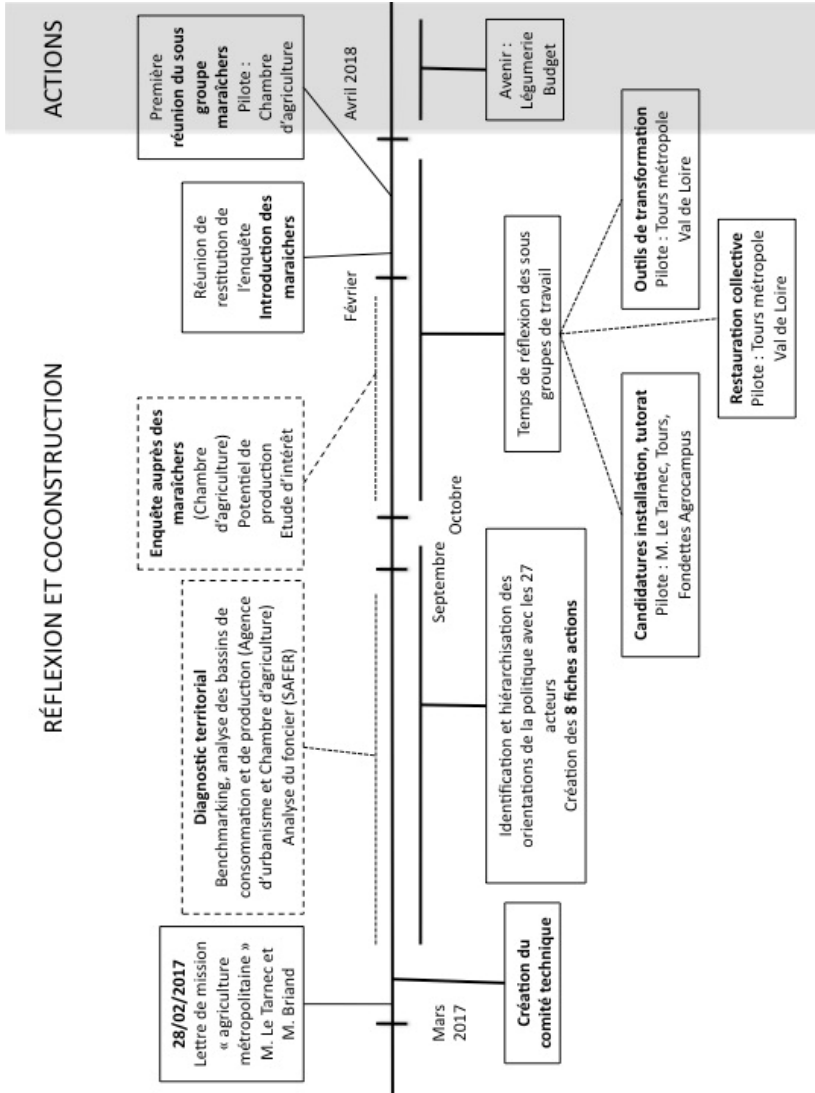 RÉFLEXION ET COCONSTRUCTION
ACTIONS
28/02/2017
Lettre de mission
« agriculture
métropolitaine »
M. Le Tarnec et
M. Briand
Diagnostic territorial
Benchmarking, analyse des bassins de
consommation et de production (Agence
d'urbanisme et Chambre d'agriculture)
Analyse du foncier (SAFER)
Enquête auprès des
maraîchers
(Chambre
d'agriculture)
Potentiel de
production
Etude d'intérêt
Réunion de
restitution de
l'enquête
Introduction des
maraichers
Première
réunion du sous
groupe
maraîchers
Pilote :
Chambre
d'agriculture
Février
Avril 2018
Mars
2017
Septembre
Octobre
Création du
comité technique
Identification et hiérarchisation des
orientations de la politique avec les 27
acteurs
Création des 8 fiches actions
Temps de réflexion des sous
groupes de travail
Avenir :
Légumerie
Budget
Candidatures installation, tutorat
Pilote : M. Le Tarnec, Tours,
Fondettes Agrocampus
Restauration collective
Pilote : Tours métropole
Val de Loire
Outils de transformation
Pilote : Tours métropole
Val de Loire